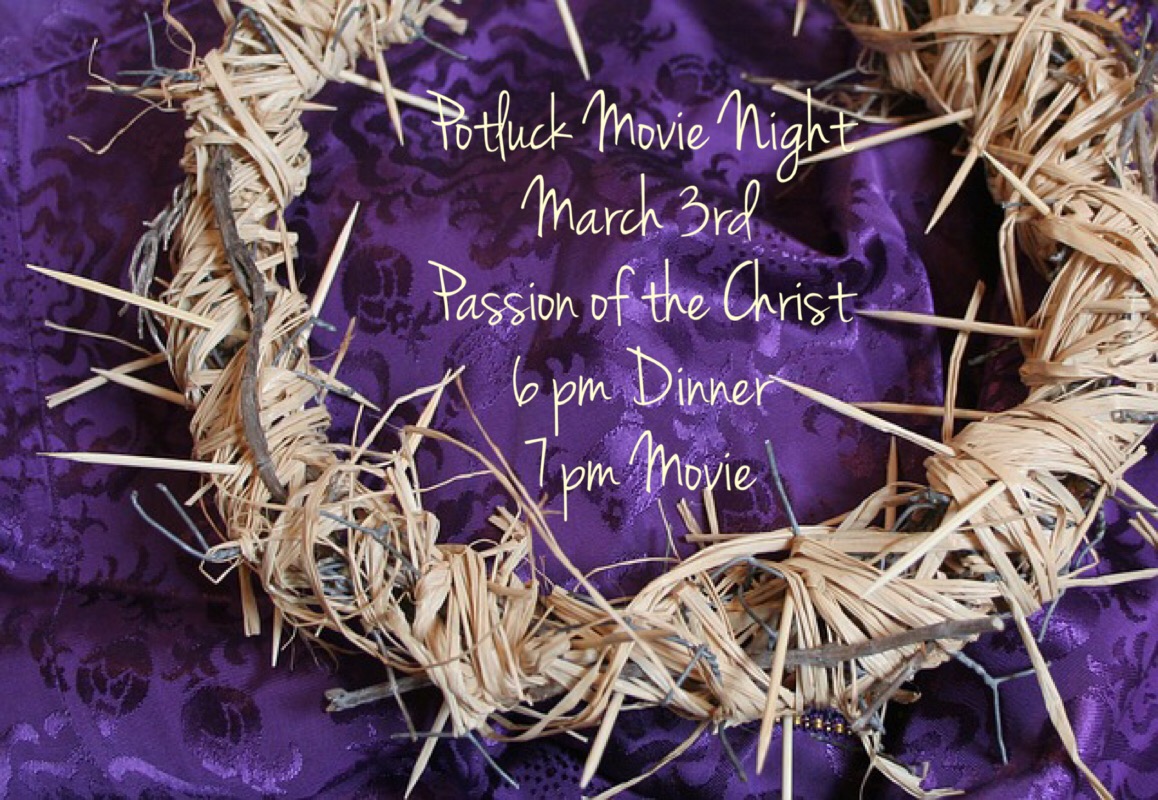 Potluck Movie Night
March 3rd
Passion of the Christ
6 pm Dinner
7 pm Movie